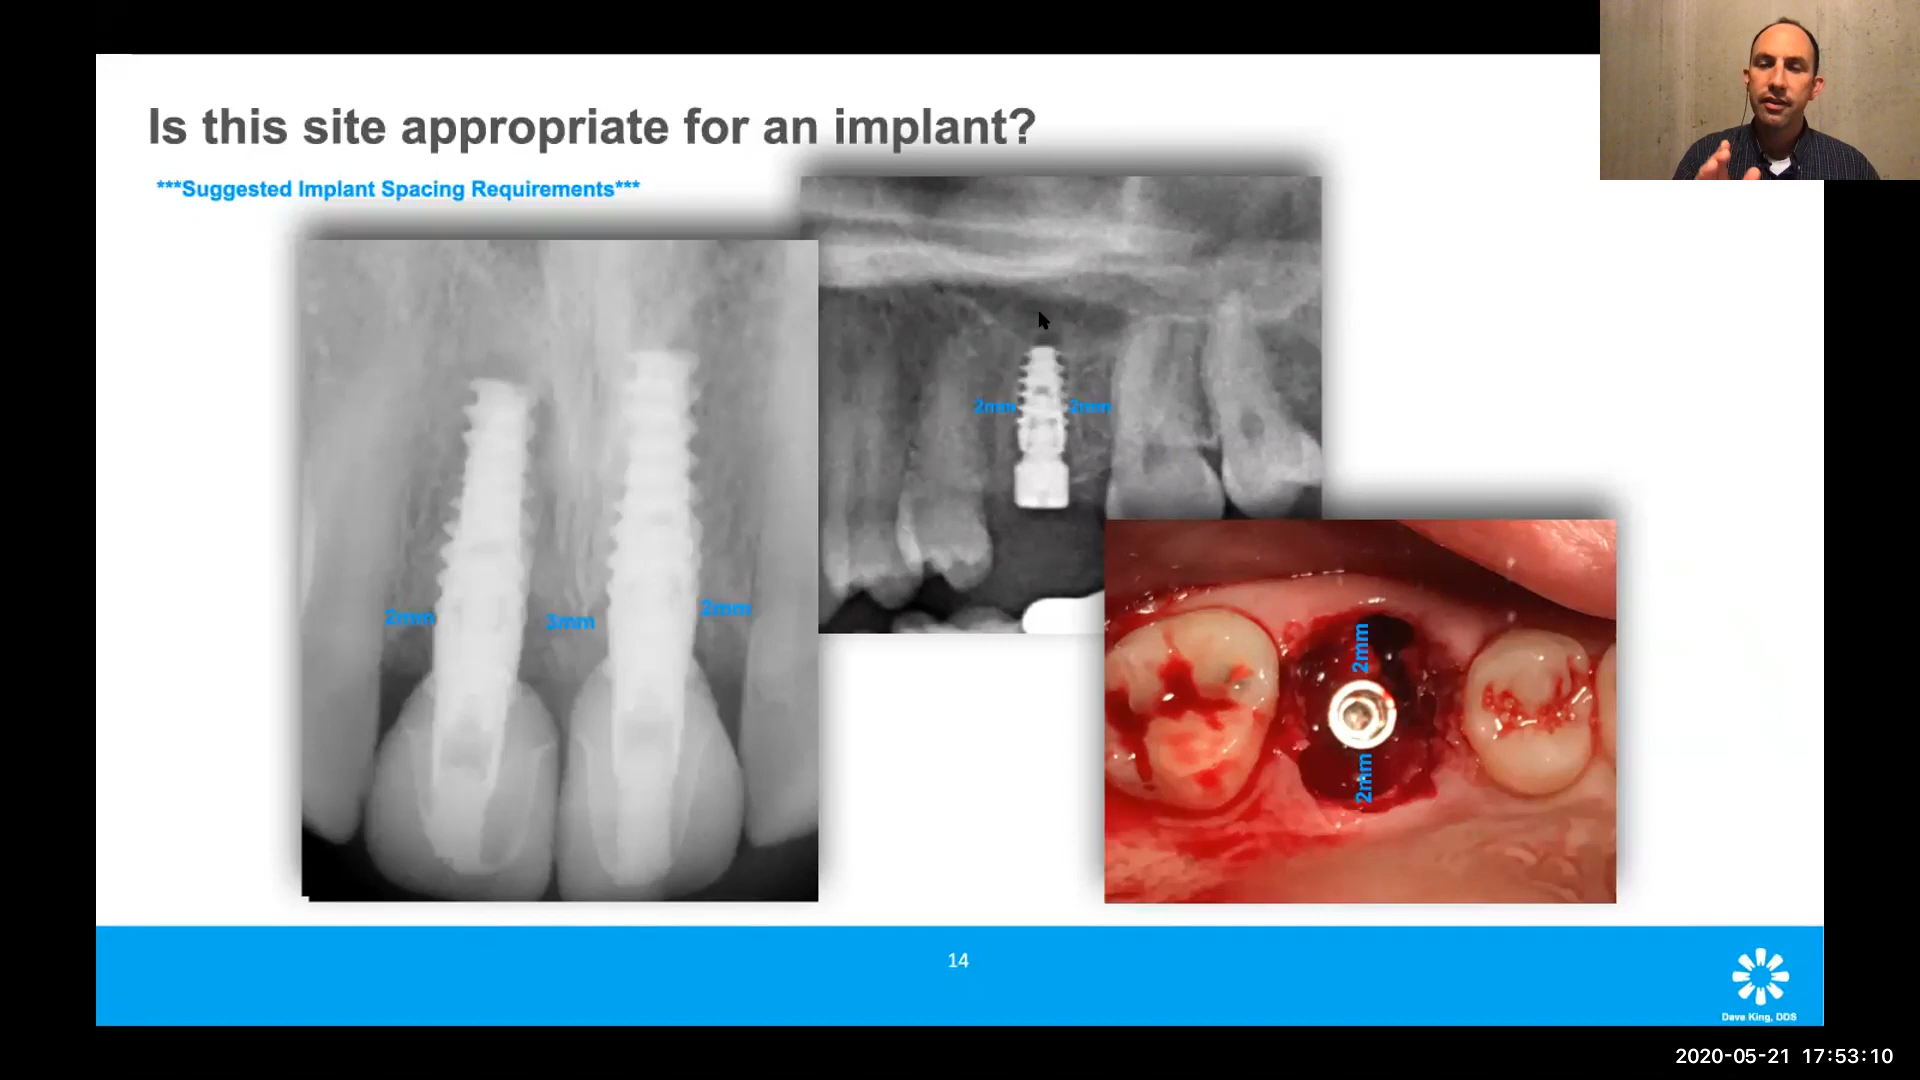 Is this site appropriate for an implant?
***Suggested Implant Spacing Requirements***
2mm 2mm
2mm 3mm 2mm
2mm
2mm
14
Dave King, DDS
2020-05-21 17:53:10